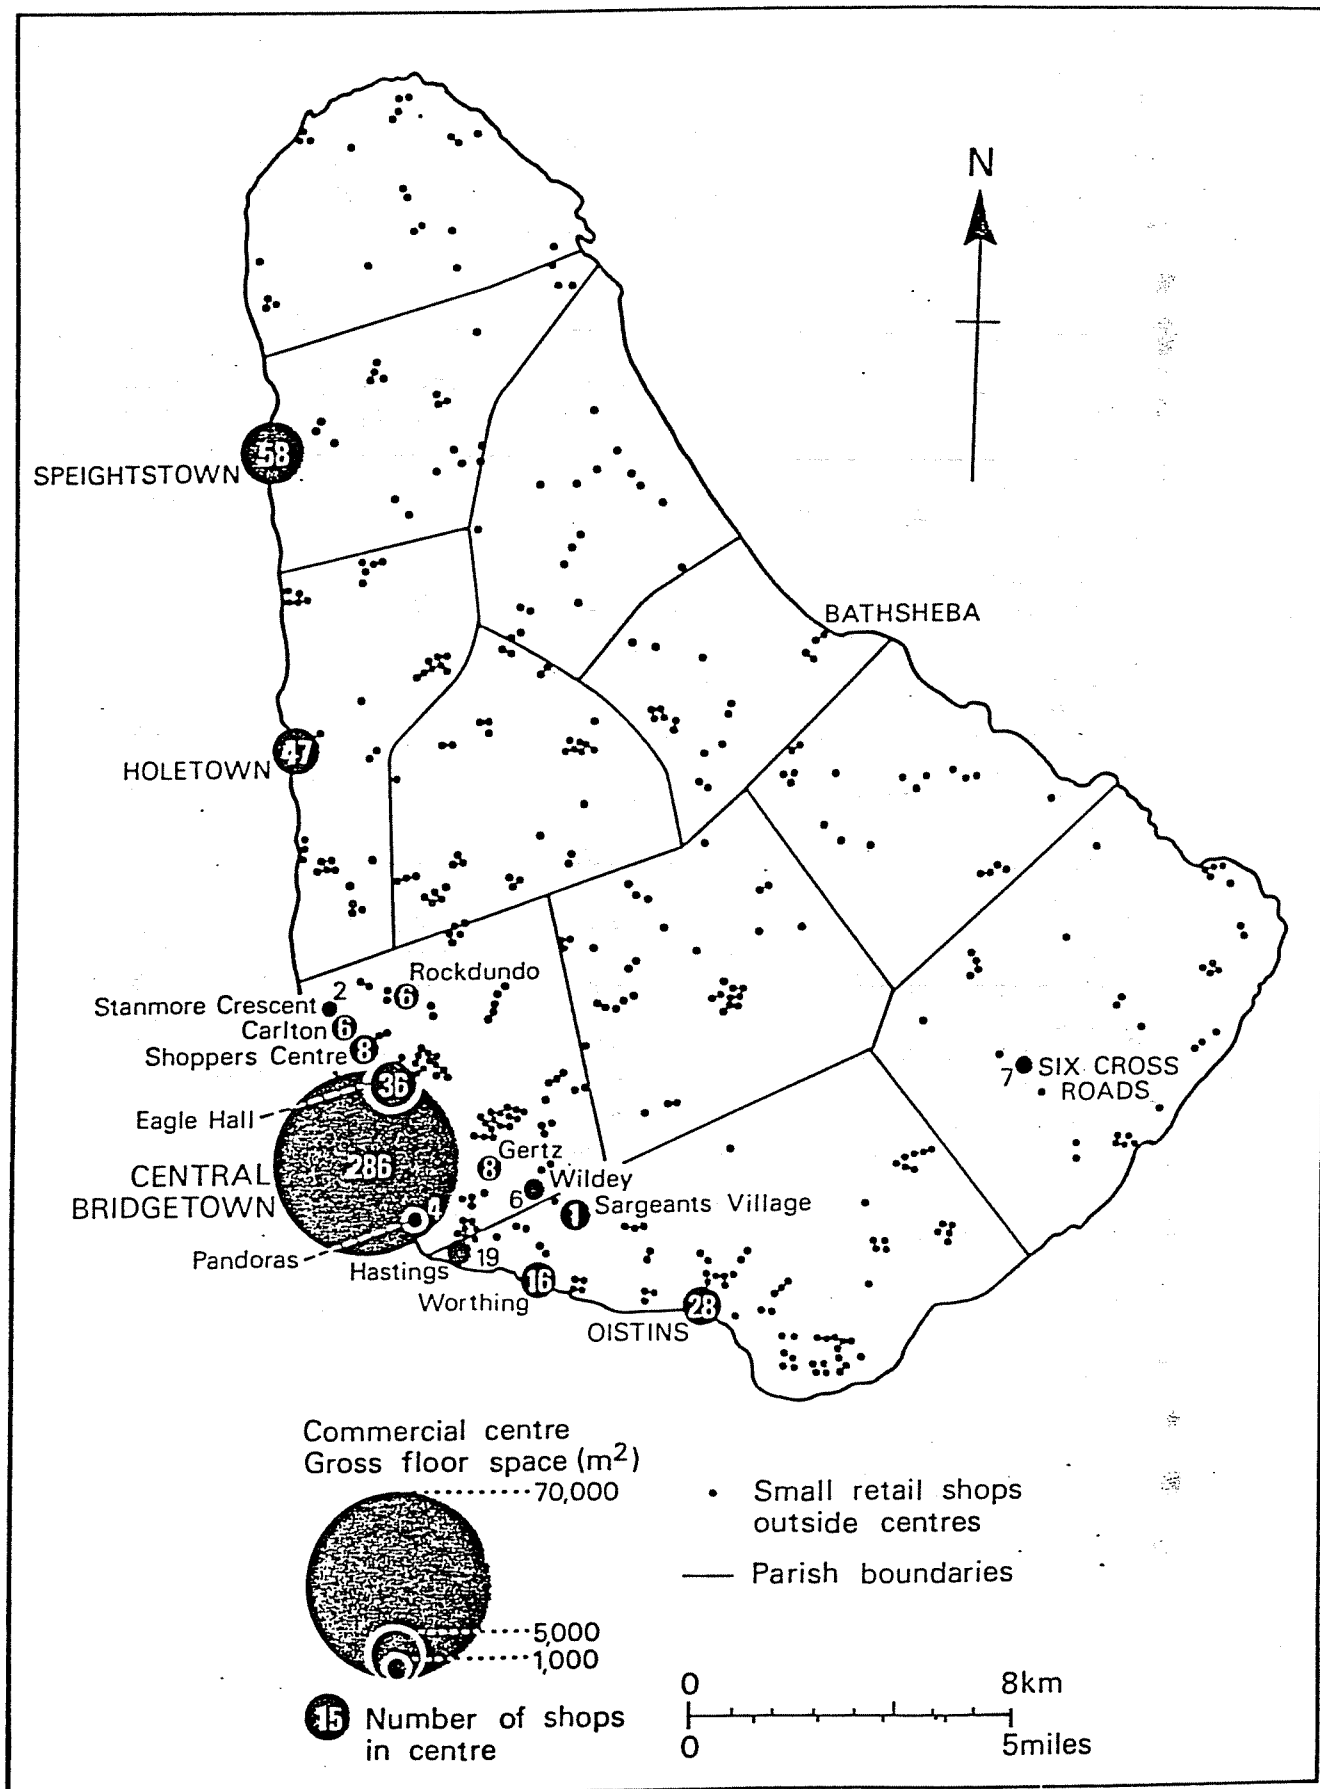 N
58
SPEIGHTSTOWN
BATHSHEBA
47
HOLETOWN
Rockdundo
6
2
Stanmore Crescent
Carlton 6
Shoppers Centre 8
36
Eagle Hall
7 SIX CROSS
ROADS
286
CENTRAL
BRIDGETOWN
Gertz
8
Wildey
6
1 Sargeants Village
4
Pandoras
Hastings 19
16
Worthing
28
OISTINS
Commercial centre
Gross floor space (m²)
70,000
5,000
1,000
15 Number of shops
in centre
Small retail shops
outside centres
Parish boundaries
0 8km
0 5miles